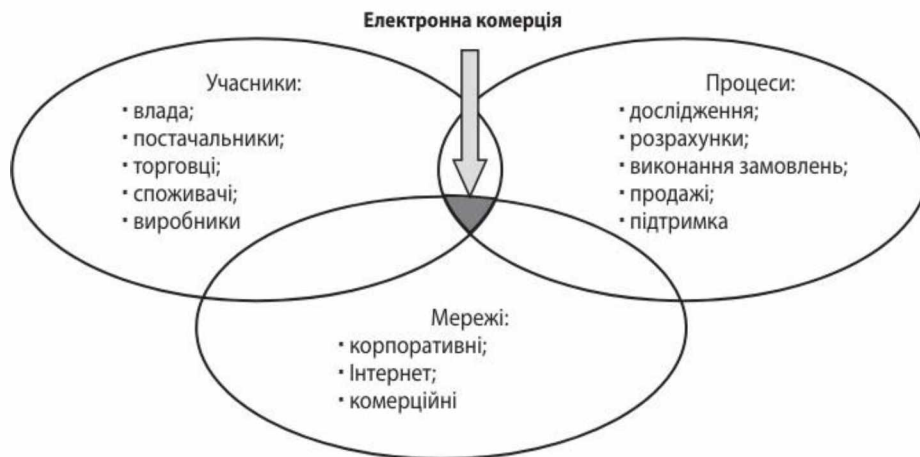 Електронна комерція
Учасники:
· влада;
· постачальники;
· торговці;
· споживачі;
· виробники
Процеси:
· дослідження;
· розрахунки;
· виконання замовлень;
· продажі;
· підтримка
Мережі:
· корпоративні;
· Інтернет;
· комерційні